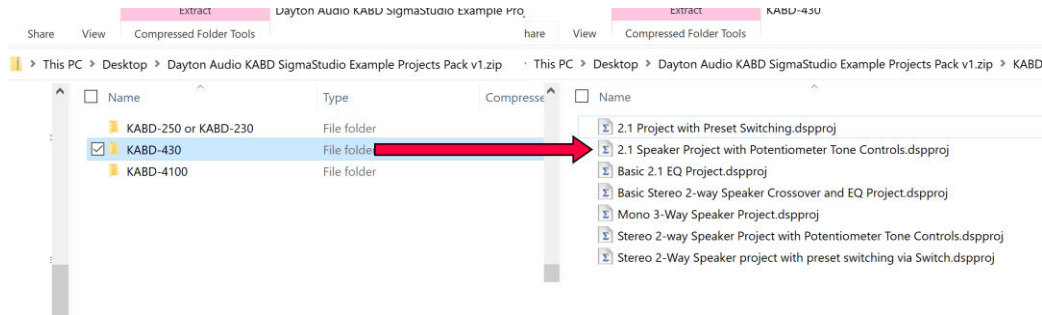 Extract Dayton Audio KABD SigmaStudio Example Proj
Share View Compressed Folder Tools
This PC > Desktop > Dayton Audio KABD SigmaStudio Example Projects Pack v1.zip
Name Type Compresse
KABD-250 or KABD-230 File folder
KABD-430 File folde
KABD-4100 File folder
Extract KABD-430
hare View Compressed Folder Tools
This PC > Desktop > Dayton Audio KABD SigmaStudio Example Projects Pack v1.zip > KABD
Name
2.1 Project with Preset Switching.dspproj
2.1 Speaker Project with Potentiometer Tone Controls.dspproj
Basic 2.1 EQ Project.dspproj
Basic Stereo 2-way Speaker Crossover and EQ Project.dspproj
Mono 3-Way Speaker Project.dspproj
Stereo 2-way Speaker Project with Potentiometer Tone Controls.dspproj
Stereo 2-Way Speaker project with preset switching via Switch.dspproj